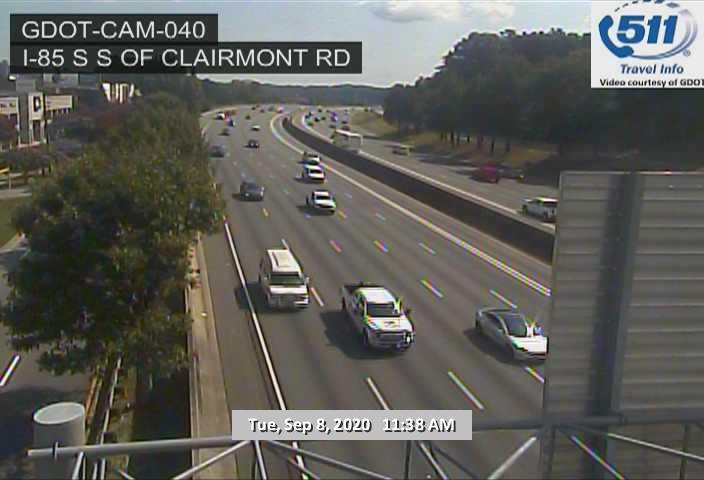 GDOT-CAM-040
I-85 S S OF CLAIRMONT RD
511
Travel Info
Video courtesy of GDOT
Tue, Sep 8, 2020 11:38 AM